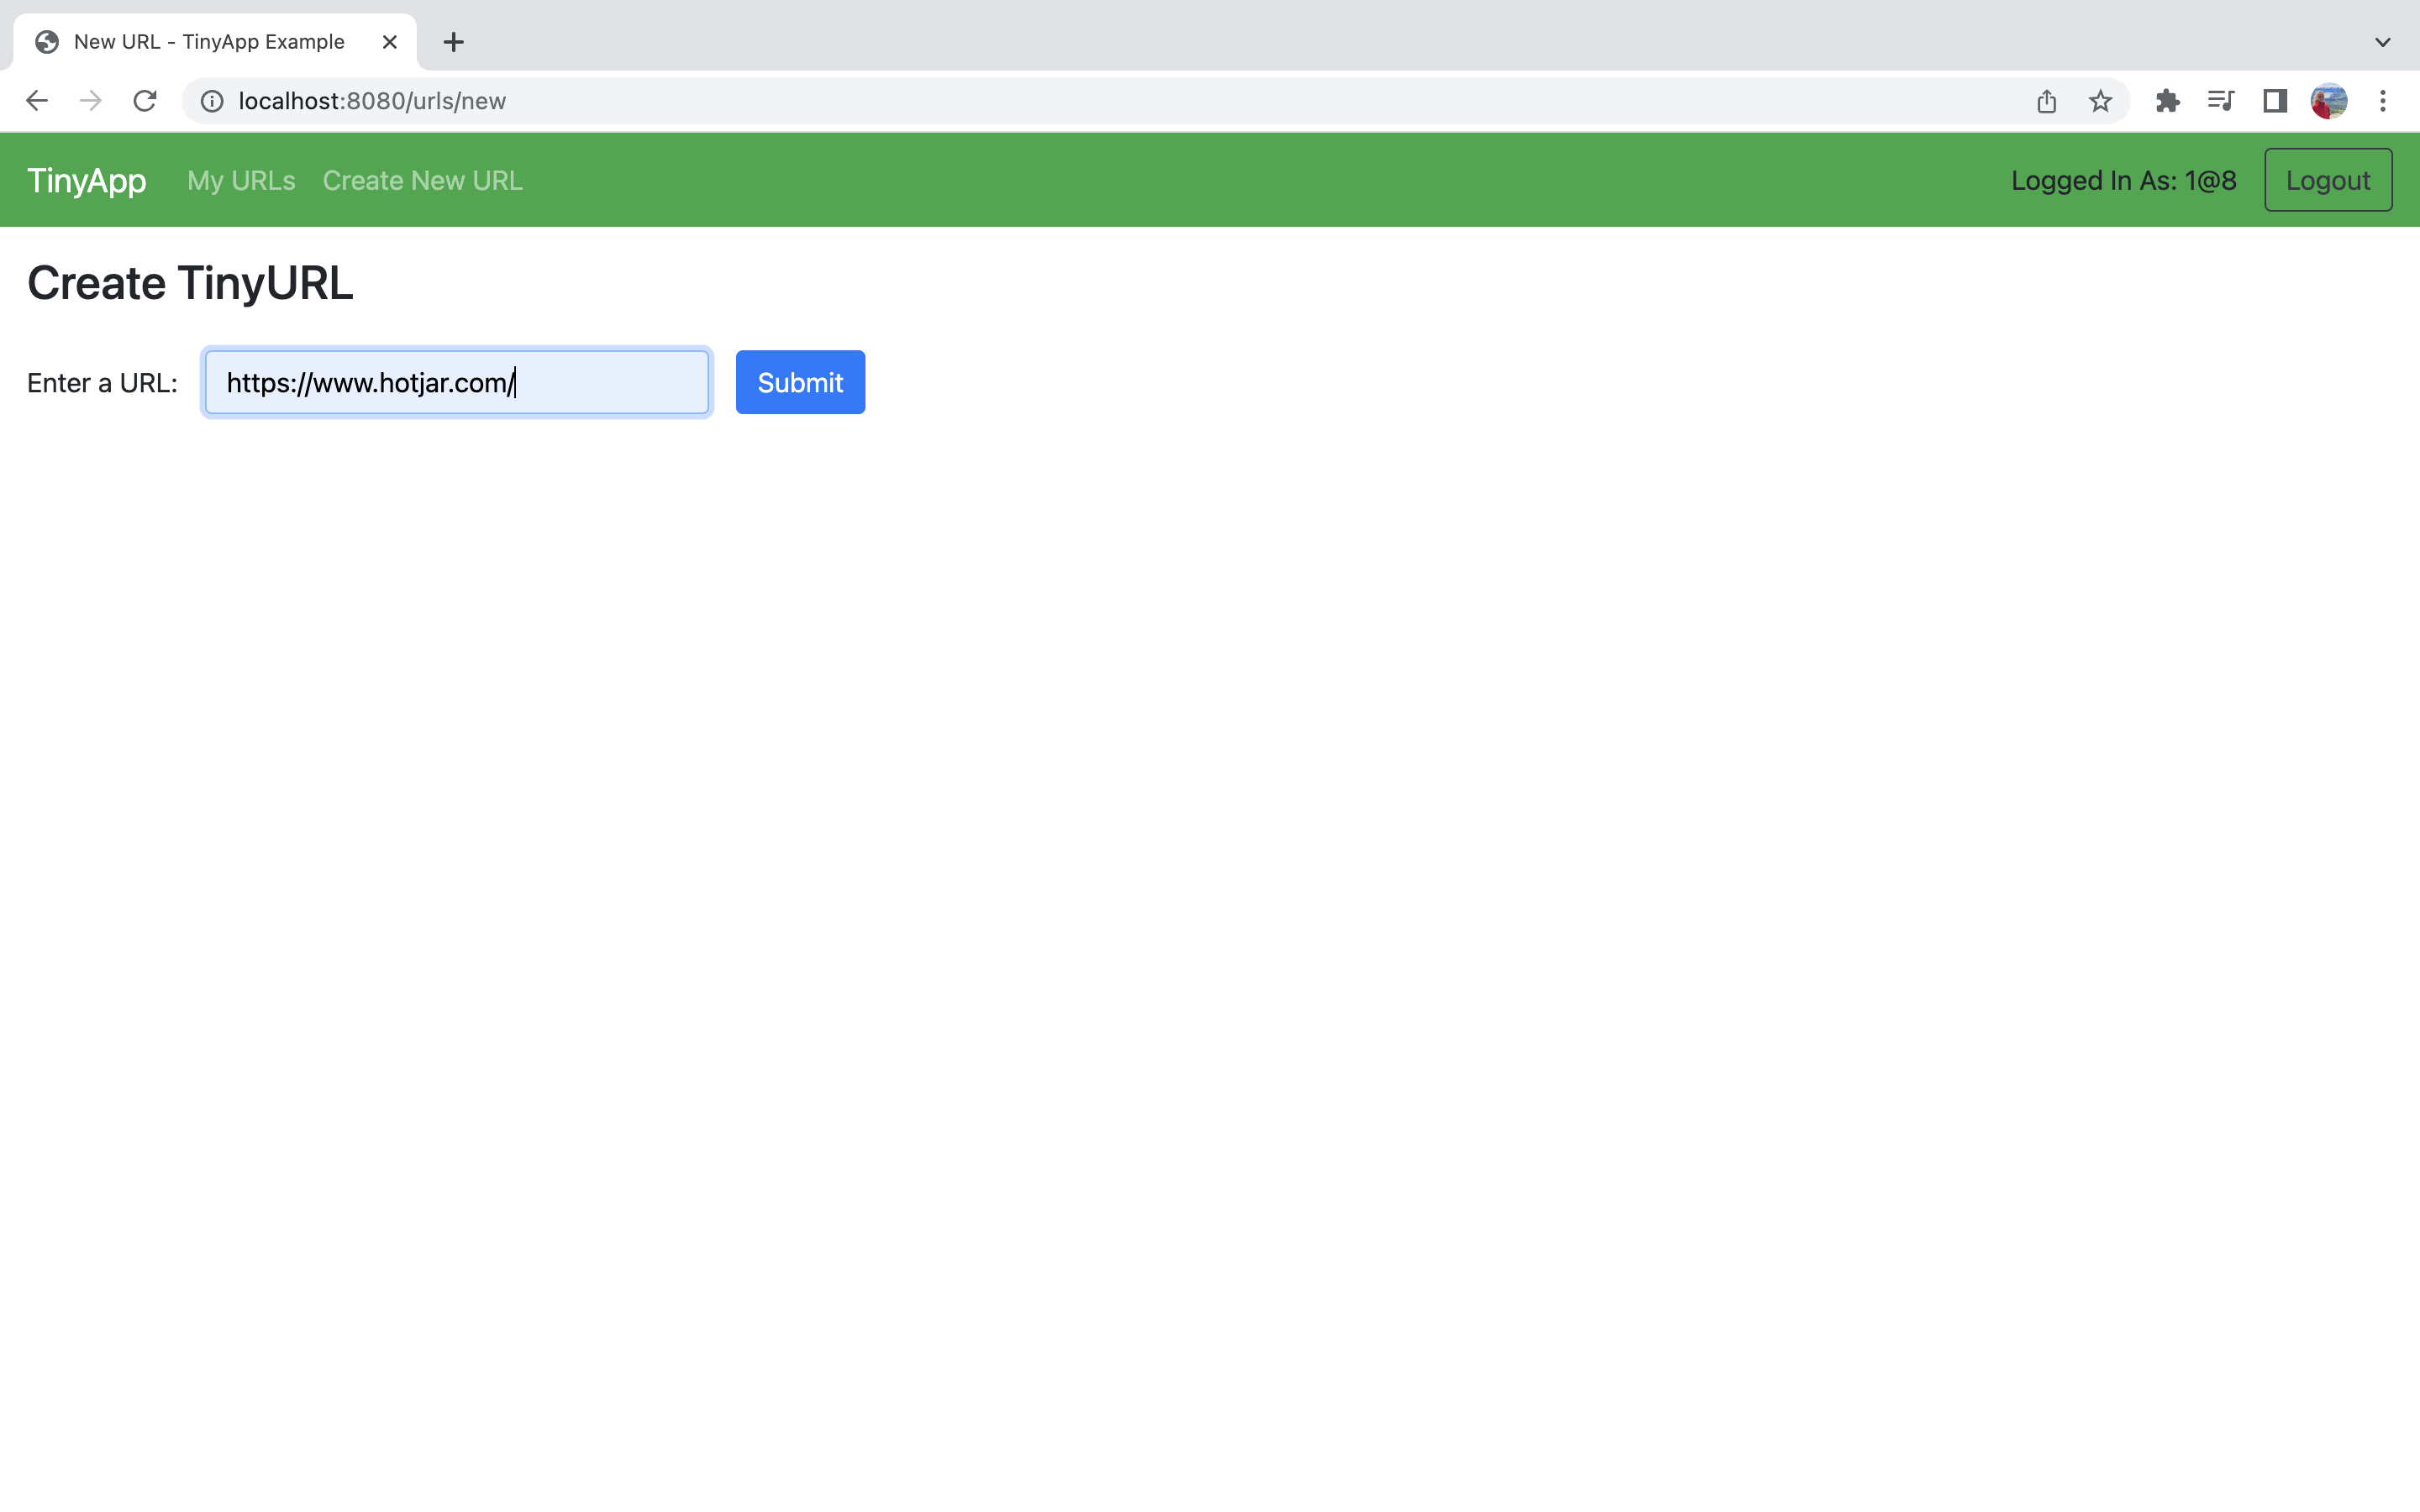 New URL - TinyApp Example
localhost:8080/urls/new
TinyApp My URLs Create New URL Logged In As: 1@8 Logout
Create TinyURL
Enter a URL: https://www.hotjar.com/ Submit